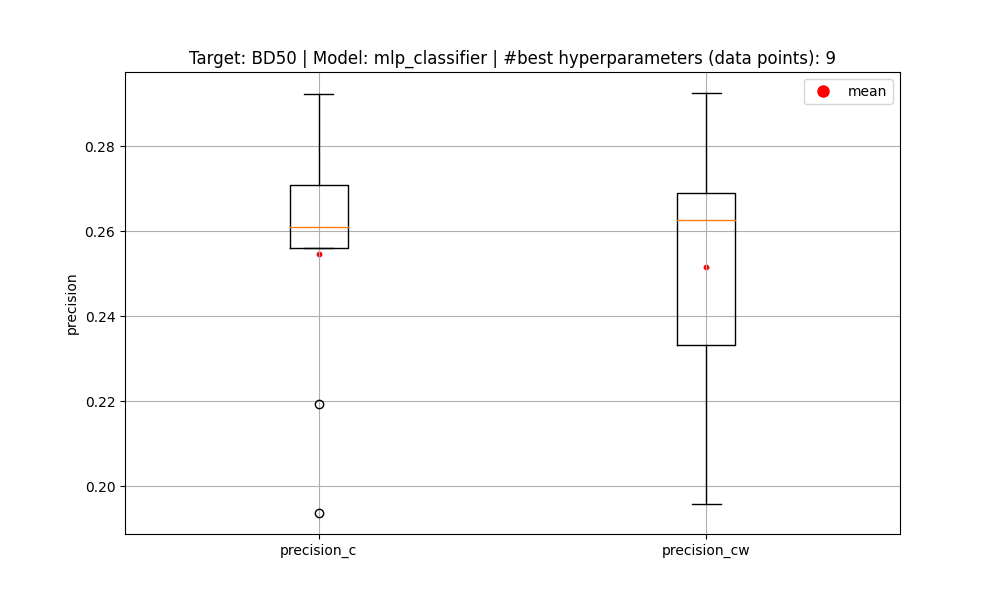 Target: BD50 | Model: mlp_classifier | #best hyperparameters (data points): 9
mean
0.28
0.26
0.24
0.22
0.20
precision
precision_c
precision_cw